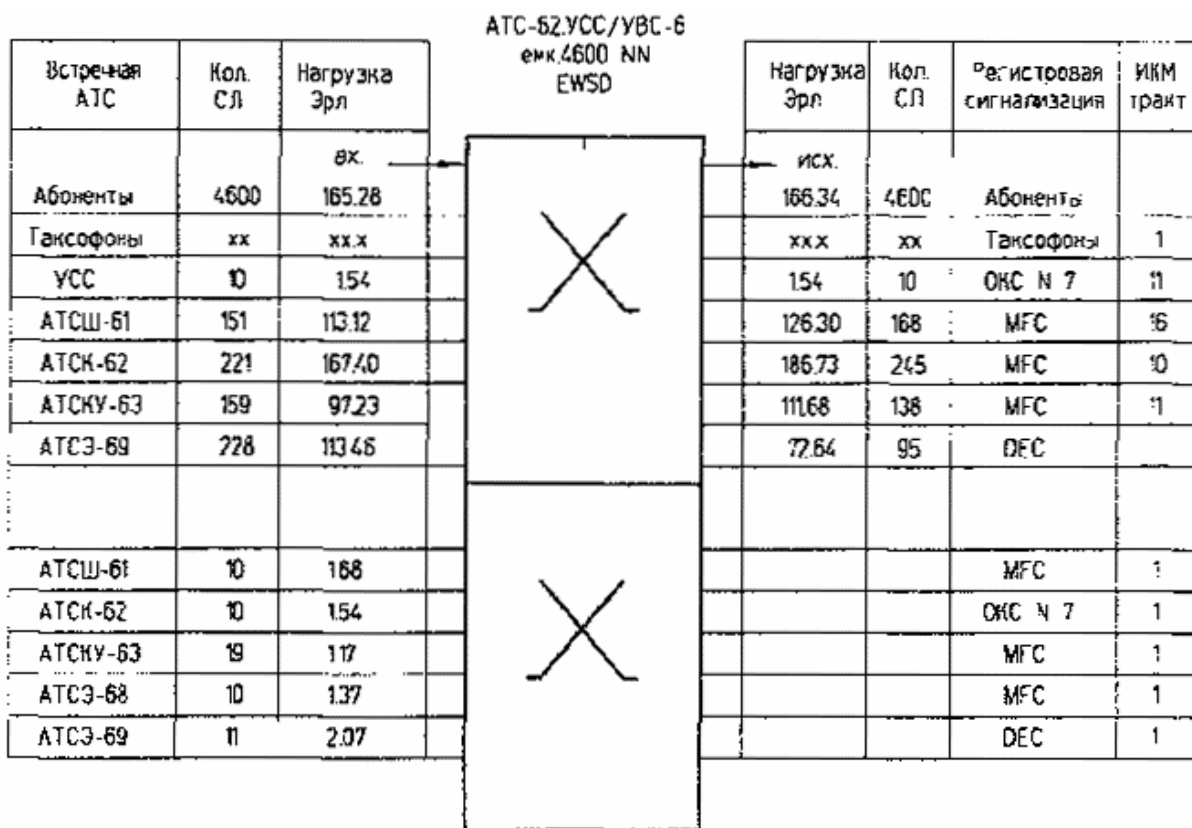 АТС-62.УСС/УВС-6
емк.4600 NN
EWSD
Встречная АТС Кол. СЛ Нагрузка Эрл Нагрузка Эрл Кол. СЛ Регистровая сигнализация ИКМ тракт
вх. исх.
Абоненты 4600 165.28 166.34 4600 Абоненты
Таксофоны хх хх.х хх.х хх Таксофоны 1
УСС 10 1.54 1.54 10 ОКС N 7 11
АТСШ-61 151 113.12 126.30 168 MFC 16
АТСК-62 221 167.40 186.73 245 MFC 10
АТСКУ-63 159 97.23 111.68 138 MFC 11
АТСЭ-69 228 113.46 72.64 95 DEC
АТСШ-61 10 1.68 MFC 1
АТСК-62 10 1.54 ОКС N 7 1
АТСКУ-63 19 1.17 MFC 1
АТСЭ-68 10 1.37 MFC 1
АТСЭ-69 11 2.07 DEC 1